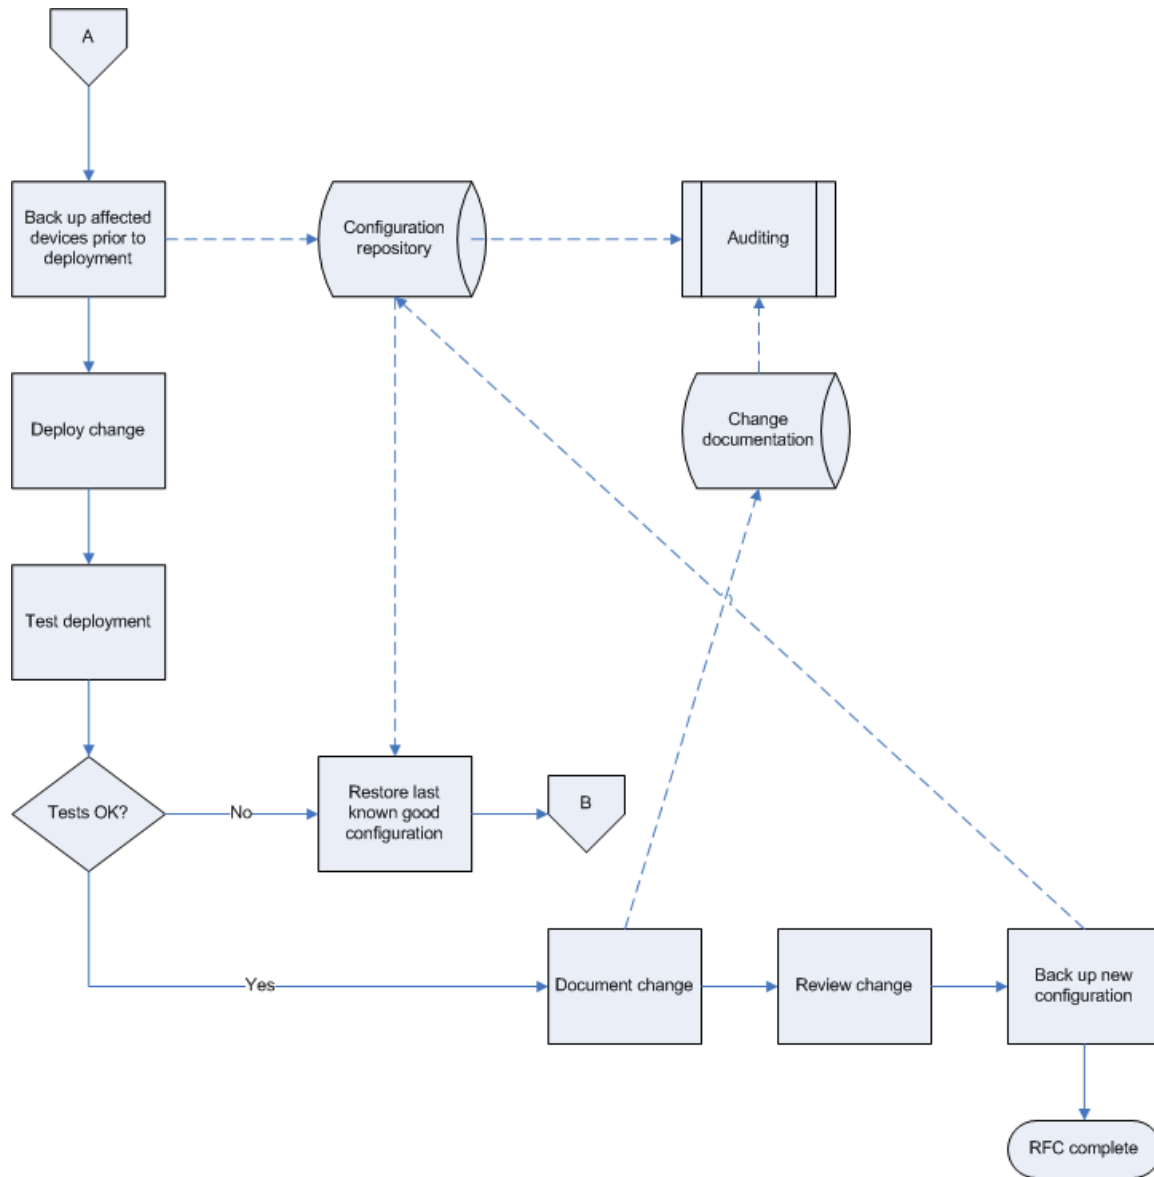 A
Back up affected
devices prior to
deployment
Configuration
repository
Auditing
Deploy change
Change
documentation
Test deployment
Tests OK?
No
Restore last
known good
configuration
B
Yes
Document change
Review change
Back up new
configuration
RFC complete